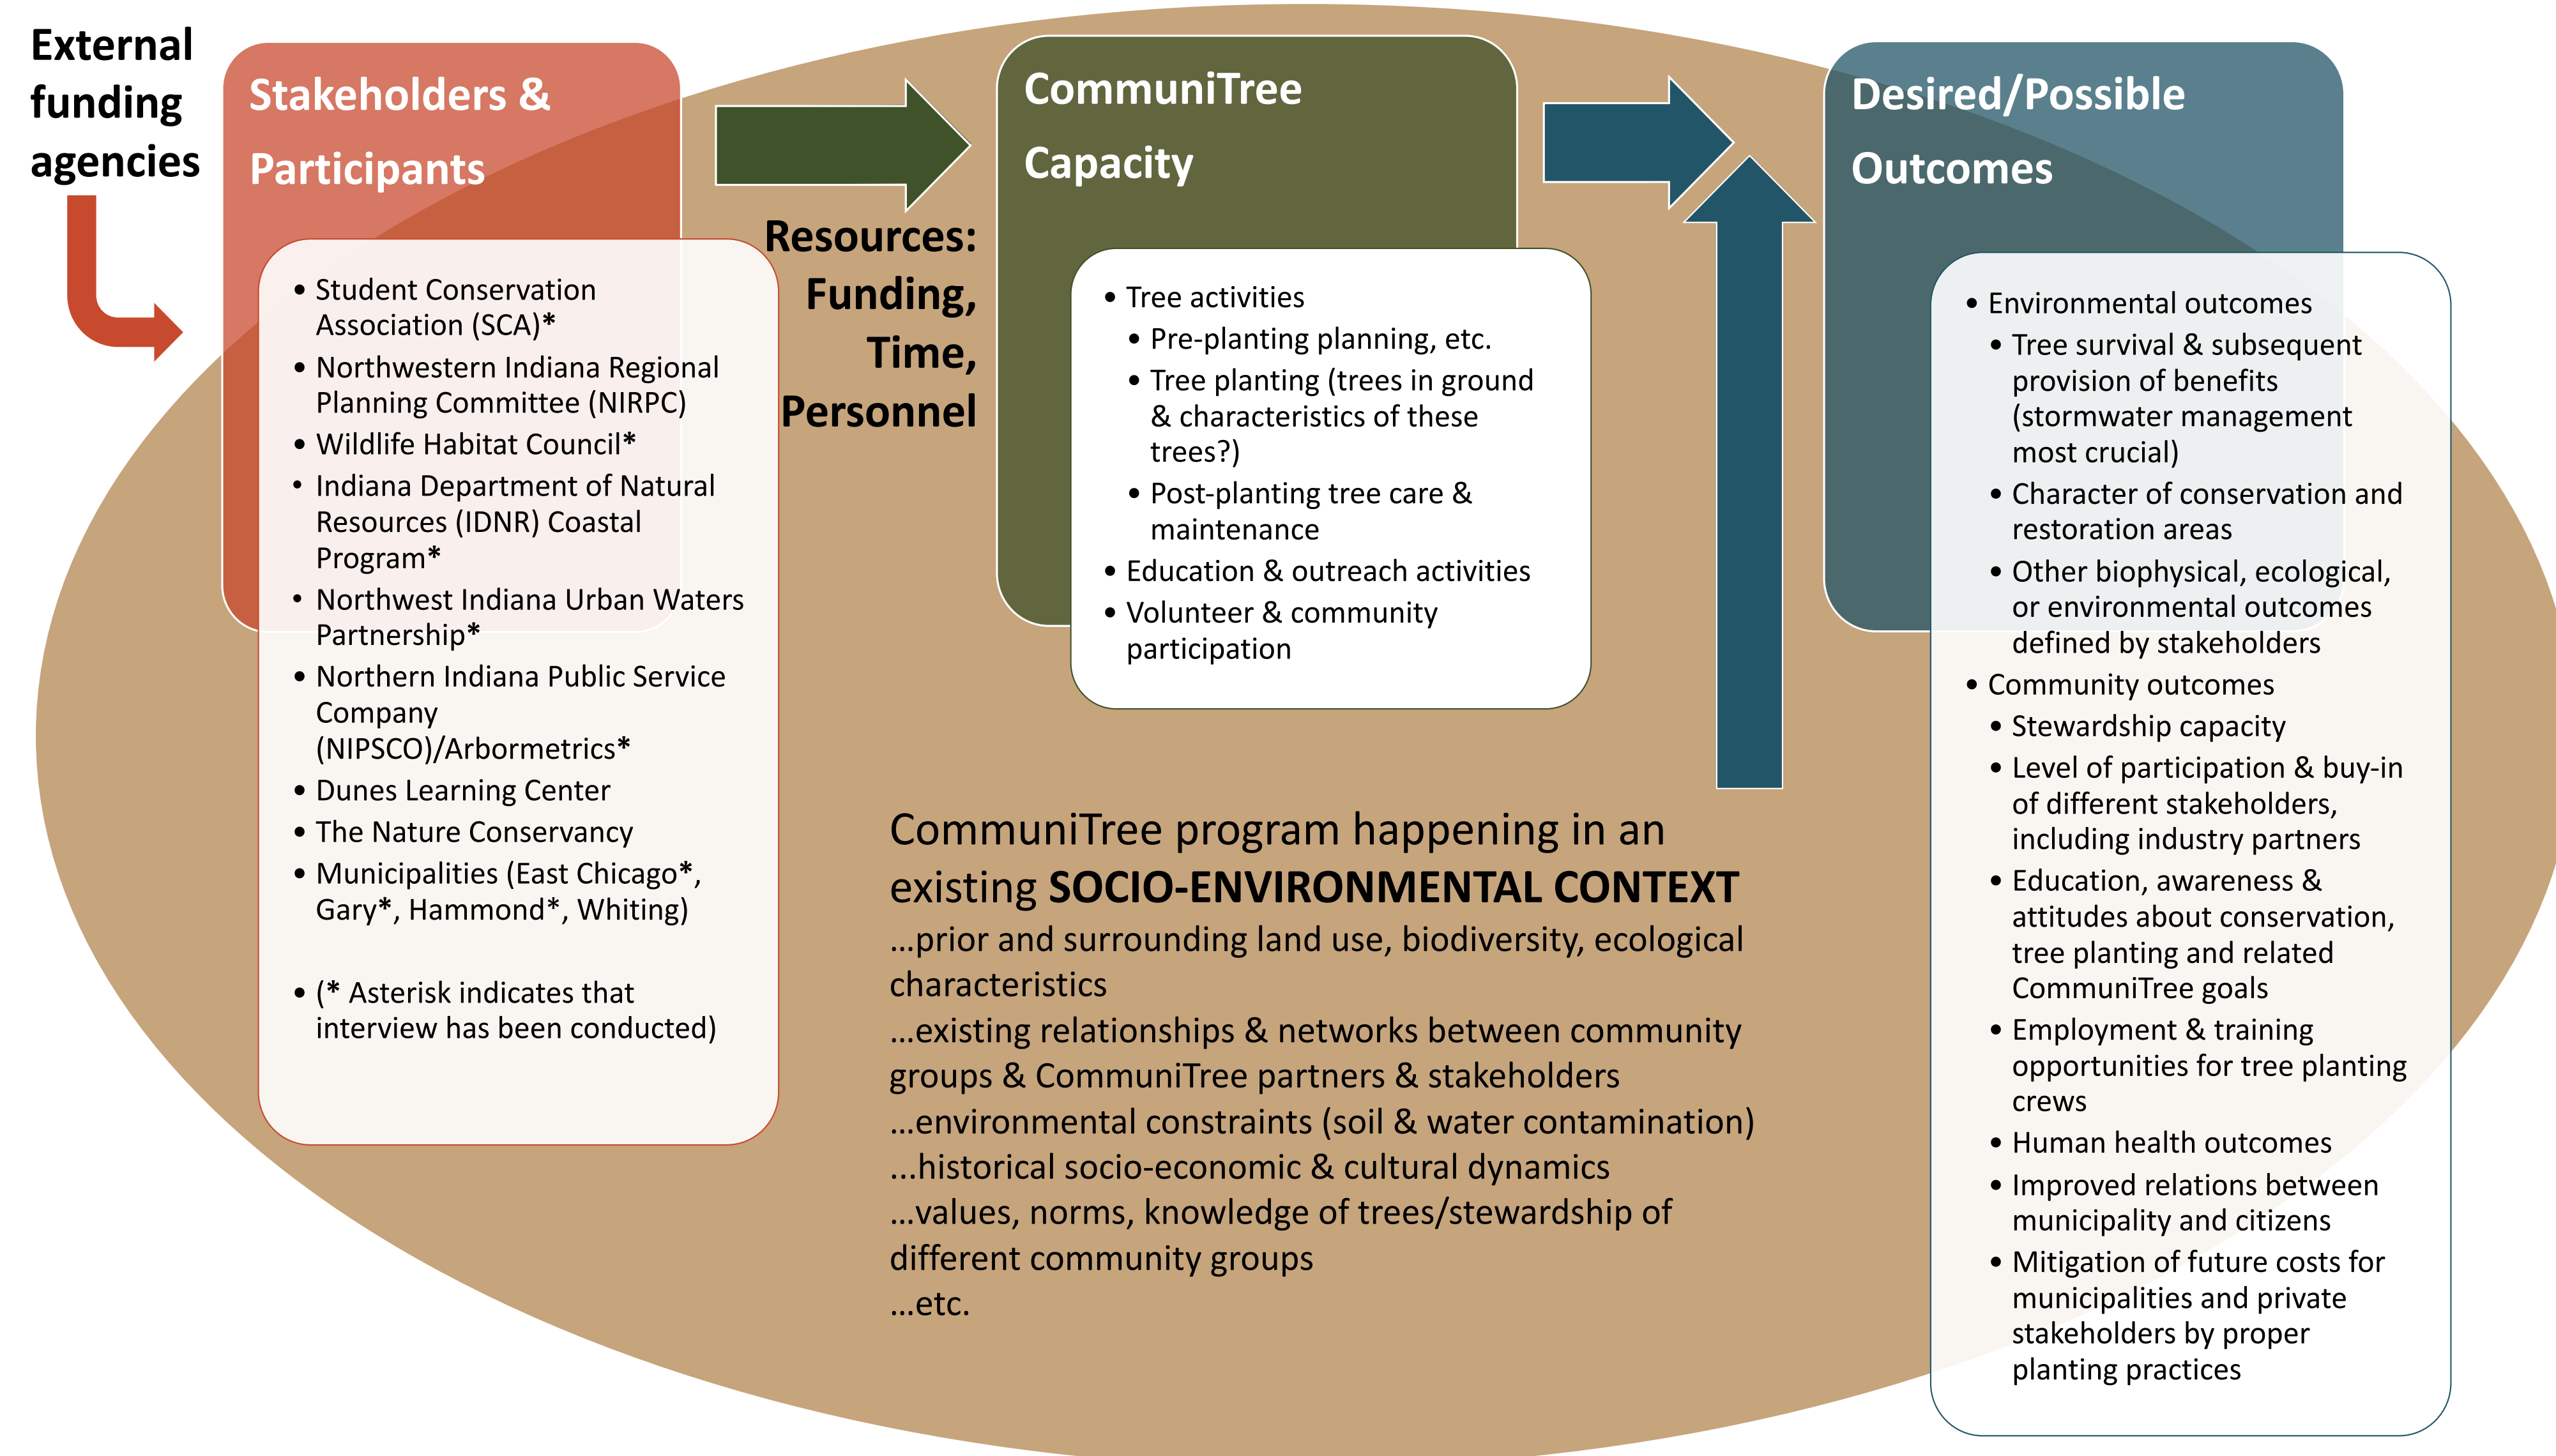 External
funding
agencies
Stakeholders &
Participants
• Student Conservation
Association (SCA)*
• Northwestern Indiana Regional
Planning Committee (NIRPC)
• Wildlife Habitat Council*
• Indiana Department of Natural
Resources (IDNR) Coastal
Program*
• Northwest Indiana Urban Waters
Partnership*
• Northern Indiana Public Service
Company
(NIPSCO)/Arbormetrics*
• Dunes Learning Center
• The Nature Conservancy
• Municipalities (East Chicago*,
Gary*, Hammond*, Whiting)
• (* Asterisk indicates that
interview has been conducted)
Resources:
Funding,
Time,
Personnel
CommuniTree
Capacity
• Tree activities
• Pre-planting planning, etc.
• Tree planting (trees in ground
& characteristics of these
trees?)
• Post-planting tree care &
maintenance
• Education & outreach activities
• Volunteer & community
participation
CommuniTree program happening in an
existing SOCIO-ENVIRONMENTAL CONTEXT
…prior and surrounding land use, biodiversity, ecological
characteristics
…existing relationships & networks between community
groups & CommuniTree partners & stakeholders
…environmental constraints (soil & water contamination)
…historical socio-economic & cultural dynamics
…values, norms, knowledge of trees/stewardship of
different community groups
…etc.
Desired/Possible
Outcomes
• Environmental outcomes
• Tree survival & subsequent
provision of benefits
(stormwater management
most crucial)
• Character of conservation and
restoration areas
• Other biophysical, ecological,
or environmental outcomes
defined by stakeholders
• Community outcomes
• Stewardship capacity
• Level of participation & buy-in
of different stakeholders,
including industry partners
• Education, awareness &
attitudes about conservation,
tree planting and related
CommuniTree goals
• Employment & training
opportunities for tree planting
crews
• Human health outcomes
• Improved relations between
municipality and citizens
• Mitigation of future costs for
municipalities and private
stakeholders by proper
planting practices